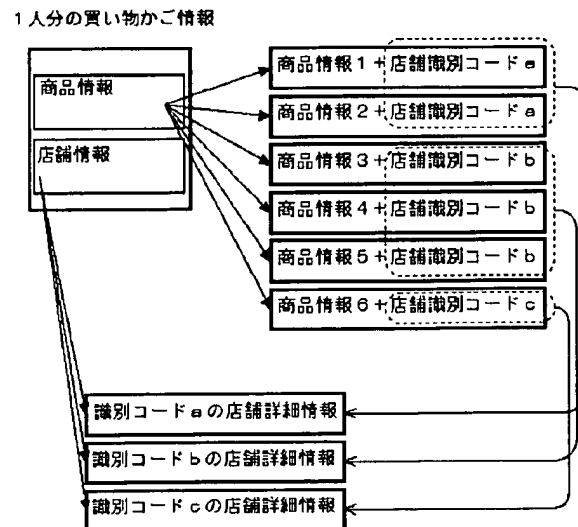 1人分の買い物かご情報
商品情報
店舗情報
商品情報1+店舗識別コードa
商品情報2+店舗識別コードa
商品情報3+店舗識別コードb
商品情報4+店舗識別コードb
商品情報5+店舗識別コードb
商品情報6+店舗識別コードc
識別コードaの店舗詳細情報
識別コードbの店舗詳細情報
識別コードcの店舗詳細情報